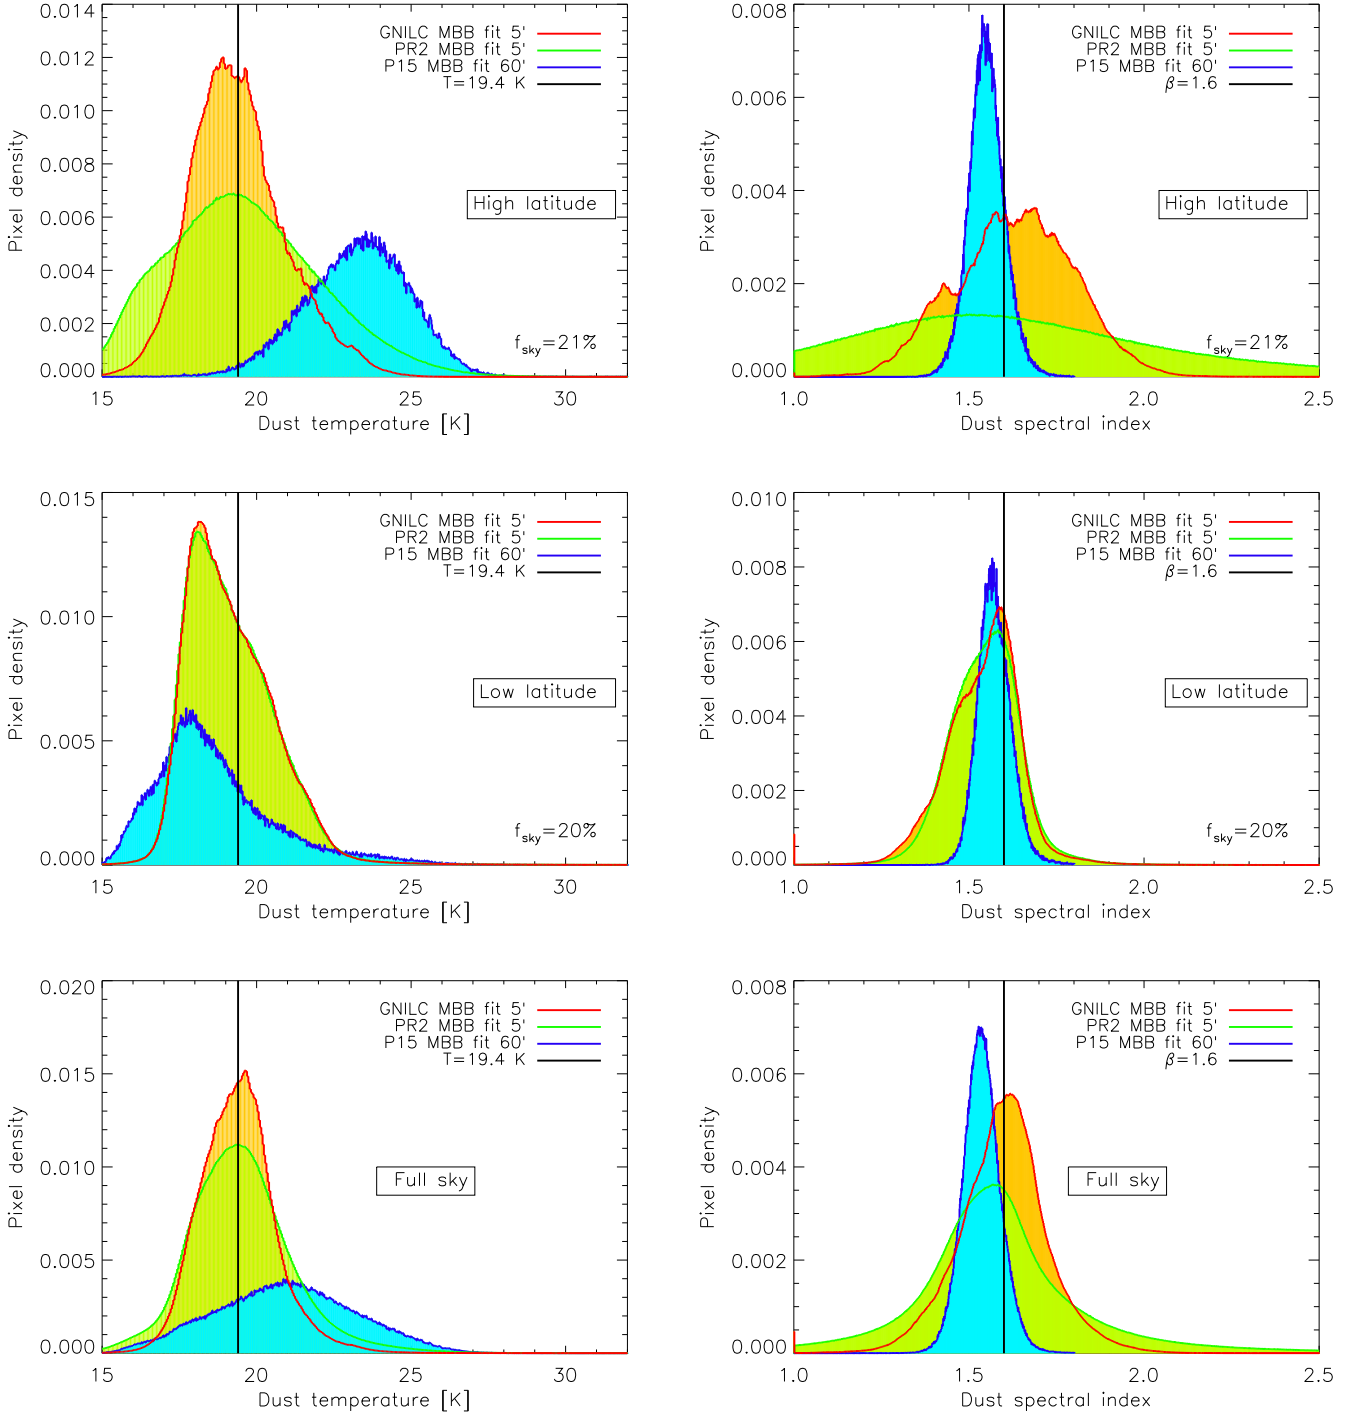 0.014
0.012
0.010
0.008
0.006
0.004
0.002
0.000
Pixel density
GNILC MBB fit 5'
PR2 MBB fit 5'
P15 MBB fit 60'
T=19.4 K
High latitude
fsky=21%
15 20 25 30
Dust temperature [K]
0.008
0.006
0.004
0.002
0.000
Pixel density
GNILC MBB fit 5'
PR2 MBB fit 5'
P15 MBB fit 60'
β=1.6
High latitude
fsky=21%
1.0 1.5 2.0 2.5
Dust spectral index
0.015
0.010
0.005
0.000
Pixel density
GNILC MBB fit 5'
PR2 MBB fit 5'
P15 MBB fit 60'
T=19.4 K
Low latitude
fsky=20%
15 20 25 30
Dust temperature [K]
0.010
0.008
0.006
0.004
0.002
0.000
Pixel density
GNILC MBB fit 5'
PR2 MBB fit 5'
P15 MBB fit 60'
β=1.6
Low latitude
fsky=20%
1.0 1.5 2.0 2.5
Dust spectral index
0.020
0.015
0.010
0.005
0.000
Pixel density
GNILC MBB fit 5'
PR2 MBB fit 5'
P15 MBB fit 60'
T=19.4 K
Full sky
15 20 25 30
Dust temperature [K]
0.008
0.006
0.004
0.002
0.000
Pixel density
GNILC MBB fit 5'
PR2 MBB fit 5'
P15 MBB fit 60'
β=1.6
Full sky
1.0 1.5 2.0 2.5
Dust spectral index